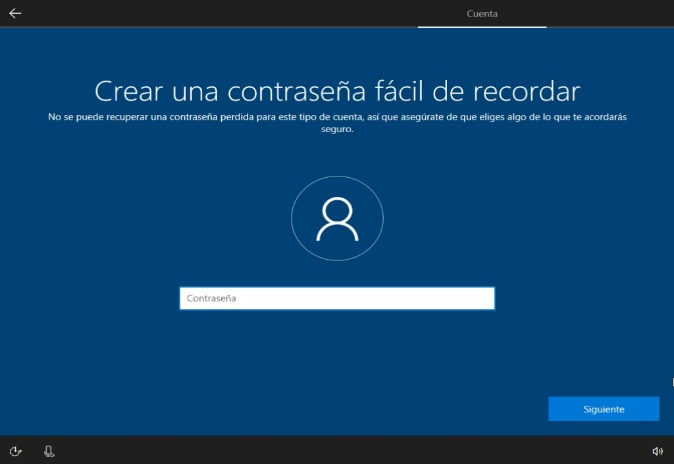 Cuenta
Crear una contraseña fácil de recordar
No se puede recuperar una contraseña perdida para este tipo de cuenta, así que asegúrate de que eliges algo de lo que te acordarás
seguro.
Contraseña
Siguiente